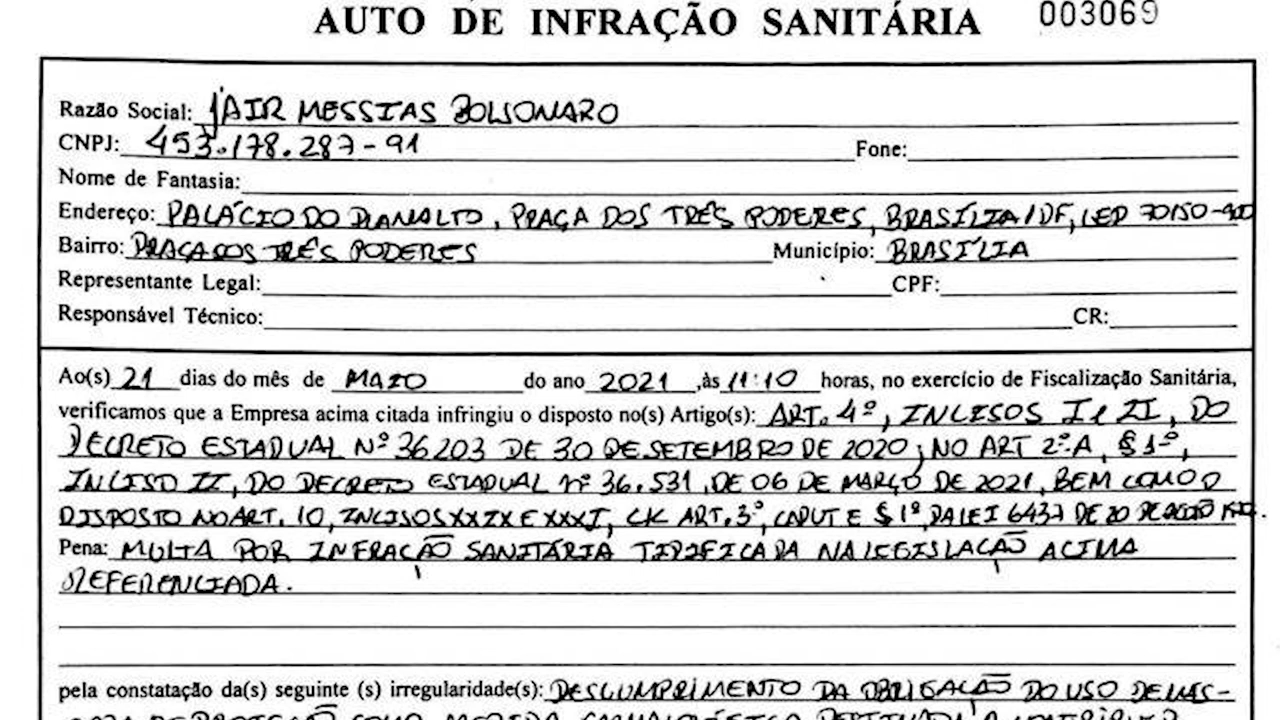 AUTO DE INFRAÇÃO SANITÁRIA 003069
Razão Social: JAIR MESSIAS BOLSONARO
CNPJ: 453.178.287-91 Fone:
Nome de Fantasia:
Endereço: PALÁCIO DO PLANALTO, PRAÇA DOS TRÊS PODERES, BRASÍLIA/DF, CEP 70150-900
Bairro: PRAÇA DOS TRÊS PODERES Município: BRASÍLIA
Representante Legal: CPF:
Responsável Técnico: CR:
Ao(s) 21 dias do mês de MAIO do ano 2021, às 11:10 horas, no exercício de Fiscalização Sanitária,
verificamos que a Empresa acima citada infringiu o disposto no(s) Artigo(s): ART. 4º, INCISOS I e II, DO
DECRETO ESTADUAL Nº 36203 DE 30 DE SETEMBRO DE 2020; NO ART 2º-A, § 1º,
INCISO II, DO DECRETO ESTADUAL Nº 36.531, DE 06 DE MARÇO DE 2021, BEM COMO O
DISPOSTO NO ART. 10, INCISOS XXIX E XXXI, ART. 3º, CAPUT E § 1º, DA LEI 6437 DE 20 DE AGOSTO
Pena: MULTA POR INFRAÇÃO SANITÁRIA TIPIFICADA NA LEGISLAÇÃO ACIMA
REFERENCIADA.
pela constatação da(s) seguinte (s) irregularidade(s): DESCUMPRIMENTO DA OBRIGAÇÃO DO USO DE MÁS-